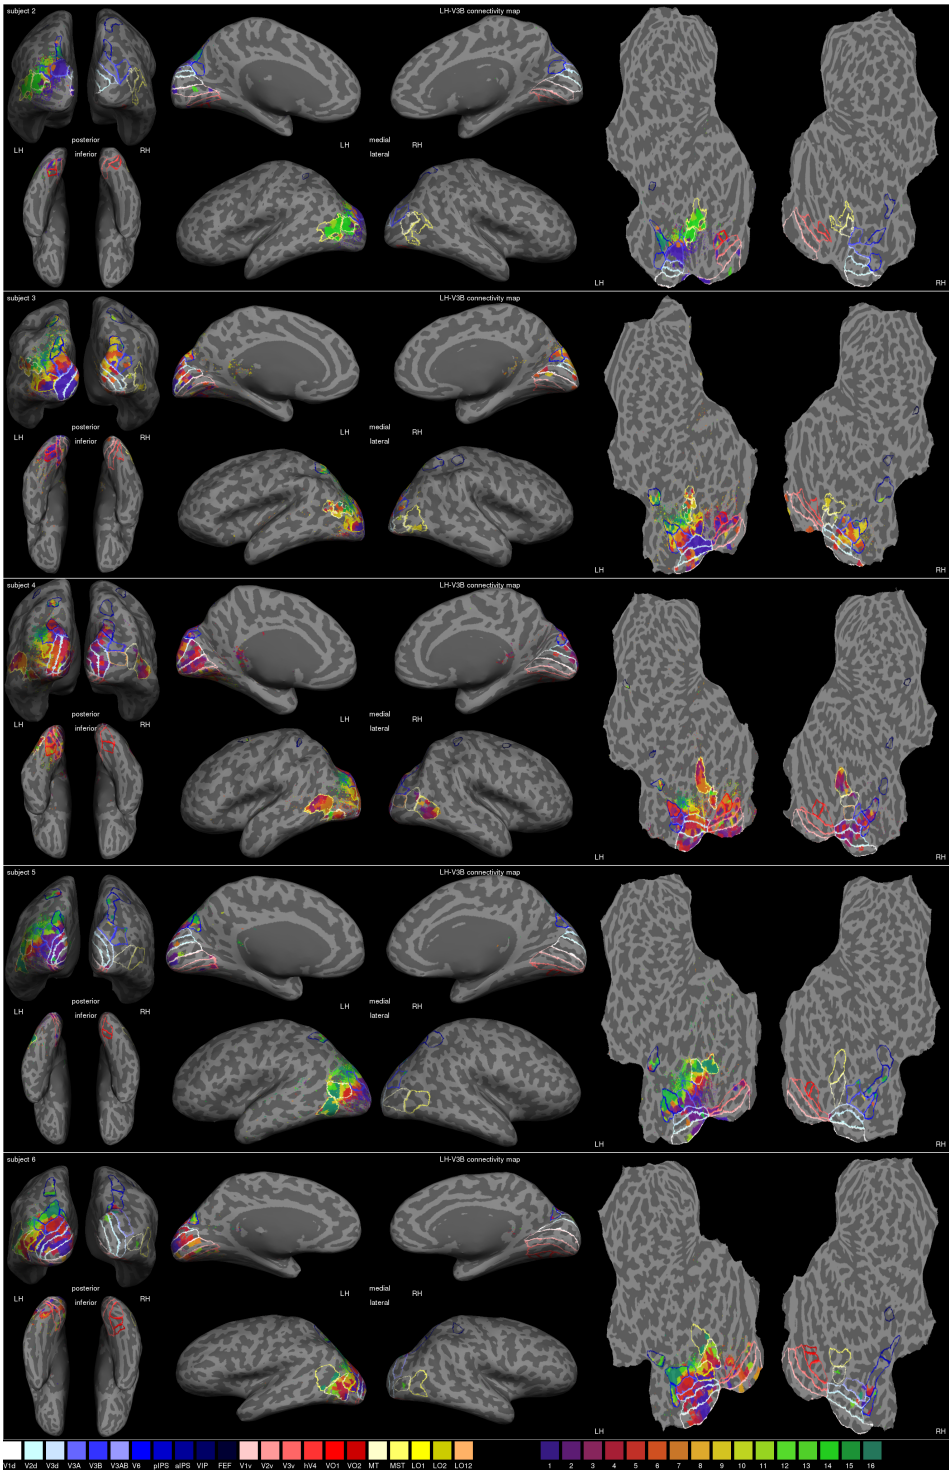 subject 2 LH-V3B connectivity map
posterior
LH inferior RH
LH medial RH
lateral
LH RH
subject 3 LH-V3B connectivity map
posterior
LH inferior RH
LH medial RH
lateral
LH RH
subject 4 LH-V3B connectivity map
posterior
LH inferior RH
LH medial RH
lateral
LH RH
subject 5 LH-V3B connectivity map
posterior
LH inferior RH
LH medial RH
lateral
LH RH
subject 6 LH-V3B connectivity map
posterior
LH inferior RH
LH medial RH
lateral
LH RH
V1d V2d V3d V3A V3B V3AB V6 pIPS aIPS VIP FEF V1v V2v V3v hV4 VO1 VO2 MT MST LO1 LO2 LO12 1 2 3 4 5 6 7 8 9 10 11 12 13 14 15 16